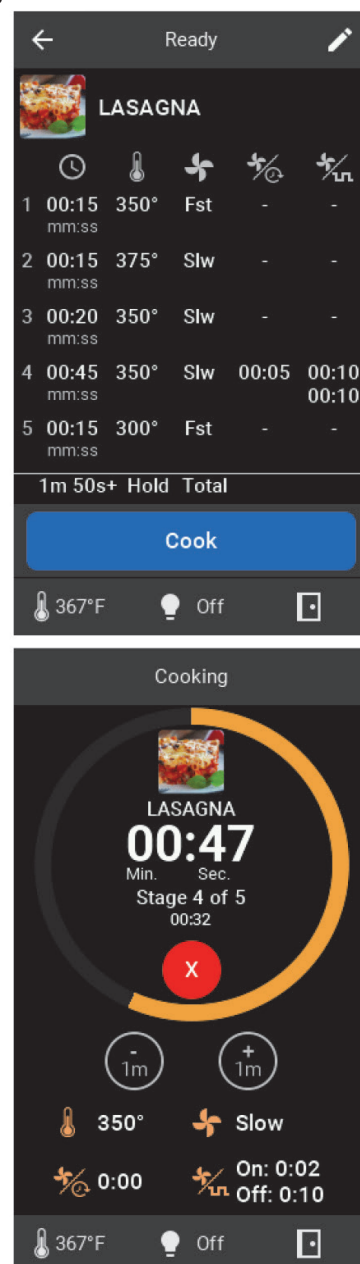 Ready
LASAGNA
1 00:15 350° Fst - -
mm:ss
2 00:15 375° Slw - -
mm:ss
3 00:20 350° Slw - -
mm:ss
4 00:45 350° Slw 00:05 00:10
mm:ss 00:10
5 00:15 300° Fst - -
mm:ss
1m 50s+ Hold Total
Cook
367°F Off
Cooking
LASAGNA
00:47
Min. Sec.
Stage 4 of 5
00:32
X
- +
1m 1m
350° Slow
0:00 On: 0:02
Off: 0:10
367°F Off